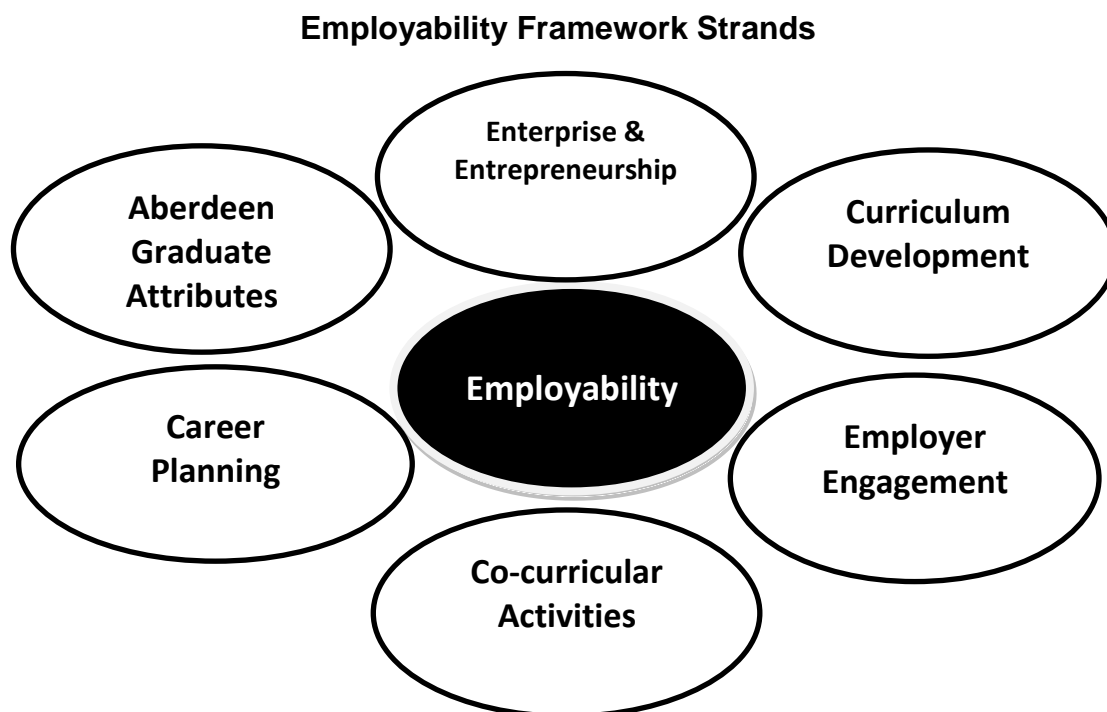 Employability Framework Strands
Enterprise &
Entrepreneurship
Aberdeen
Graduate
Attributes
Curriculum
Development
Employability
Career
Planning
Employer
Engagement
Co-curricular
Activities